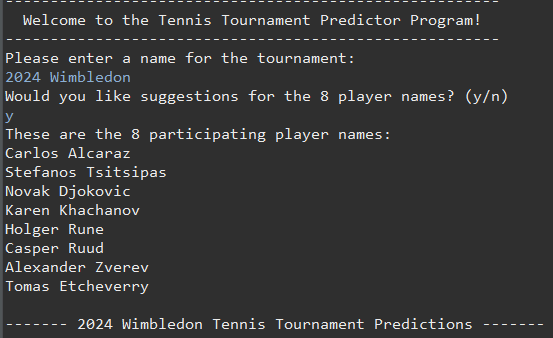 -------------------------------------------------------
  Welcome to the Tennis Tournament Predictor Program!
-------------------------------------------------------
Please enter a name for the tournament:
2024 Wimbledon
Would you like suggestions for the 8 player names? (y/n)
y
These are the 8 participating player names:
Carlos Alcaraz
Stefanos Tsitsipas
Novak Djokovic
Karen Khachanov
Holger Rune
Casper Ruud
Alexander Zverev
Tomas Etcheverry

------- 2024 Wimbledon Tennis Tournament Predictions -------